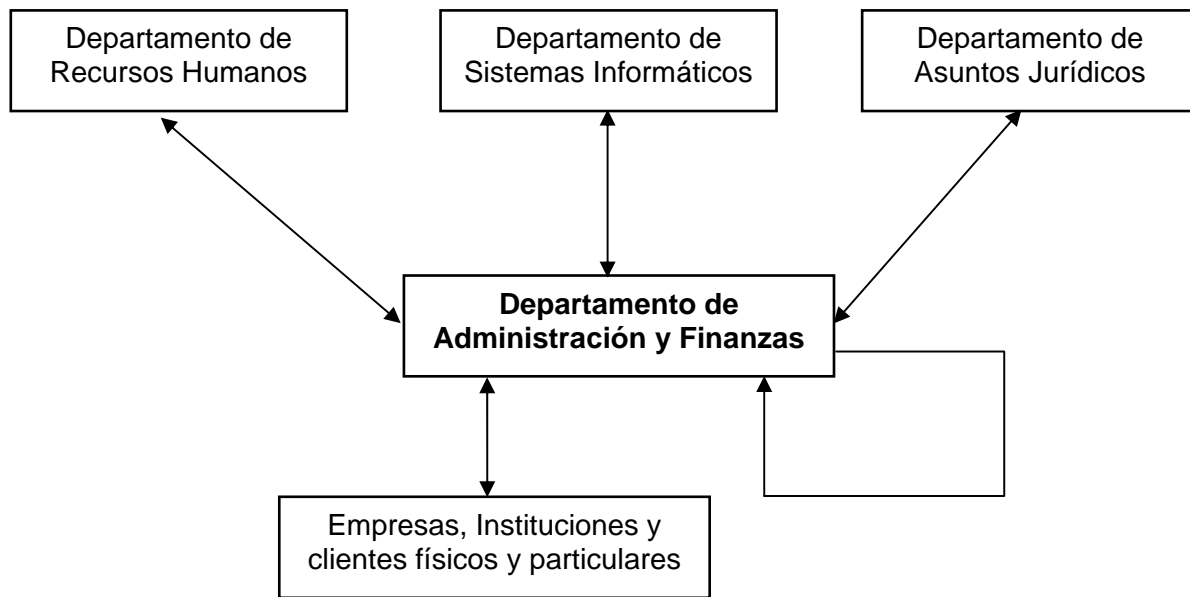 Departamento de
Recursos Humanos
Departamento de
Sistemas Informáticos
Departamento de
Asuntos Jurídicos
Departamento de
Administración y Finanzas
Empresas, Instituciones y
clientes físicos y particulares